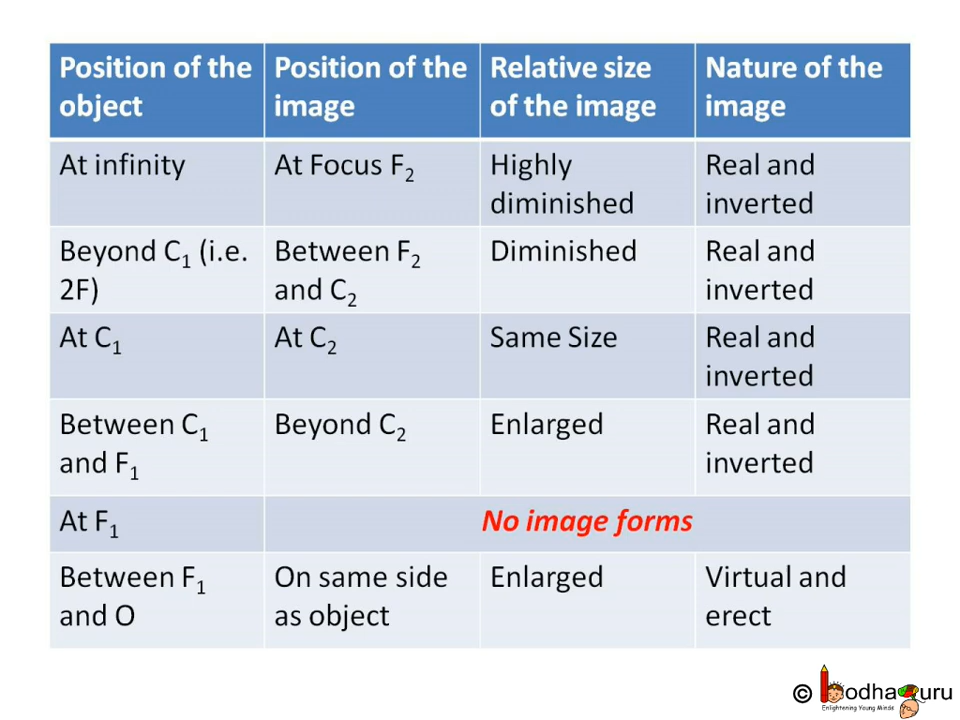 Position of the object
Position of the image
Relative size of the image
Nature of the image
At infinity
At Focus F₂
Highly diminished
Real and inverted
Beyond C₁ (i.e. 2F)
Between F₂ and C₂
Diminished
Real and inverted
At C₁
At C₂
Same Size
Real and inverted
Between C₁ and F₁
Beyond C₂
Enlarged
Real and inverted
At F₁
No image forms
Between F₁ and O
On same side as object
Enlarged
Virtual and erect
© bodhaGuru
Enlightening Young Minds